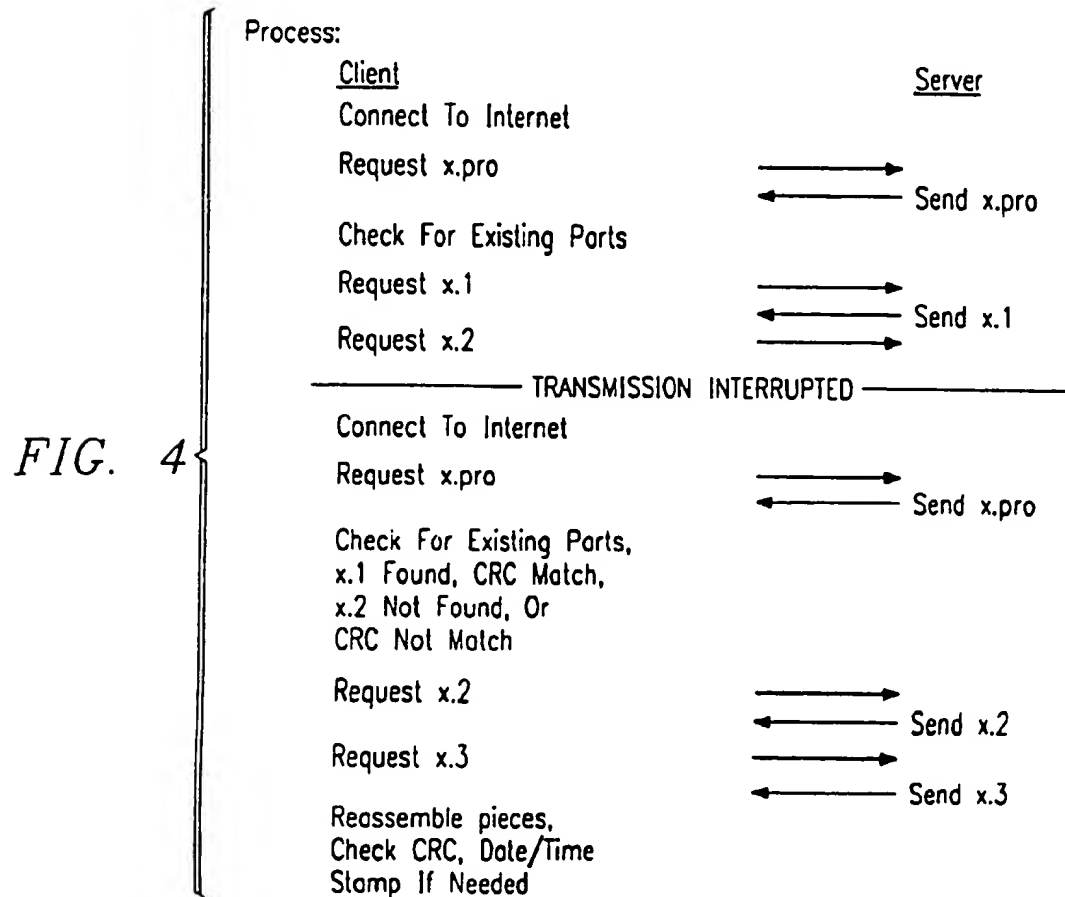 Process:
Client Server
Connect To Internet
Request x.pro
Send x.pro
Check For Existing Parts
Request x.1
Send x.1
Request x.2
TRANSMISSION INTERRUPTED
Connect To Internet
FIG. 4
Request x.pro
Send x.pro
Check For Existing Parts,
x.1 Found, CRC Match,
x.2 Not Found, Or
CRC Not Match
Request x.2
Send x.2
Request x.3
Send x.3
Reassemble pieces,
Check CRC, Date/Time
Stamp If Needed